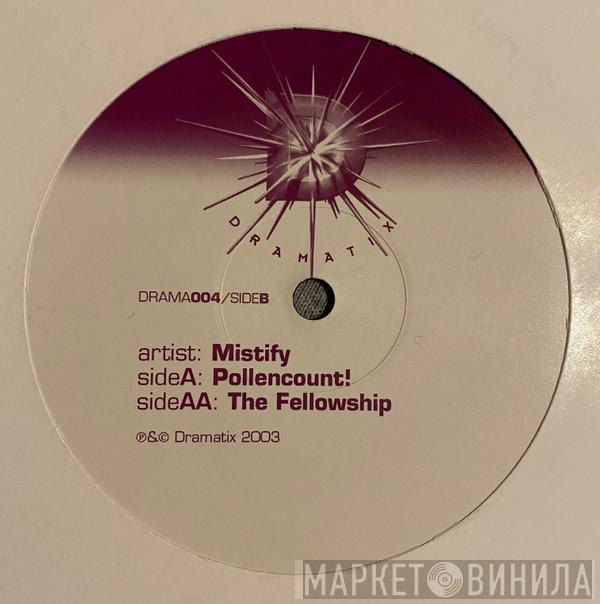 DRAMATIX
DRAMA004/SIDEB
artist: Mistify
sideA: Pollencount!
sideAA: The Fellowship
℗&© Dramatix 2003
МАРКЕТ ВИНИЛА